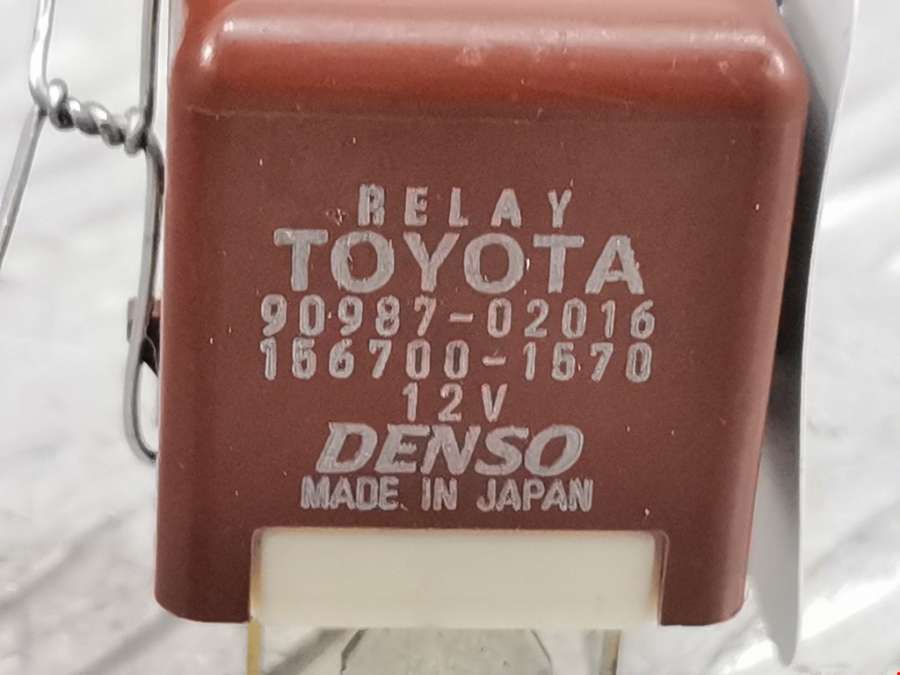 RELAY
TOYOTA
90987-02016
156700-1570
12V
DENSO
MADE IN JAPAN